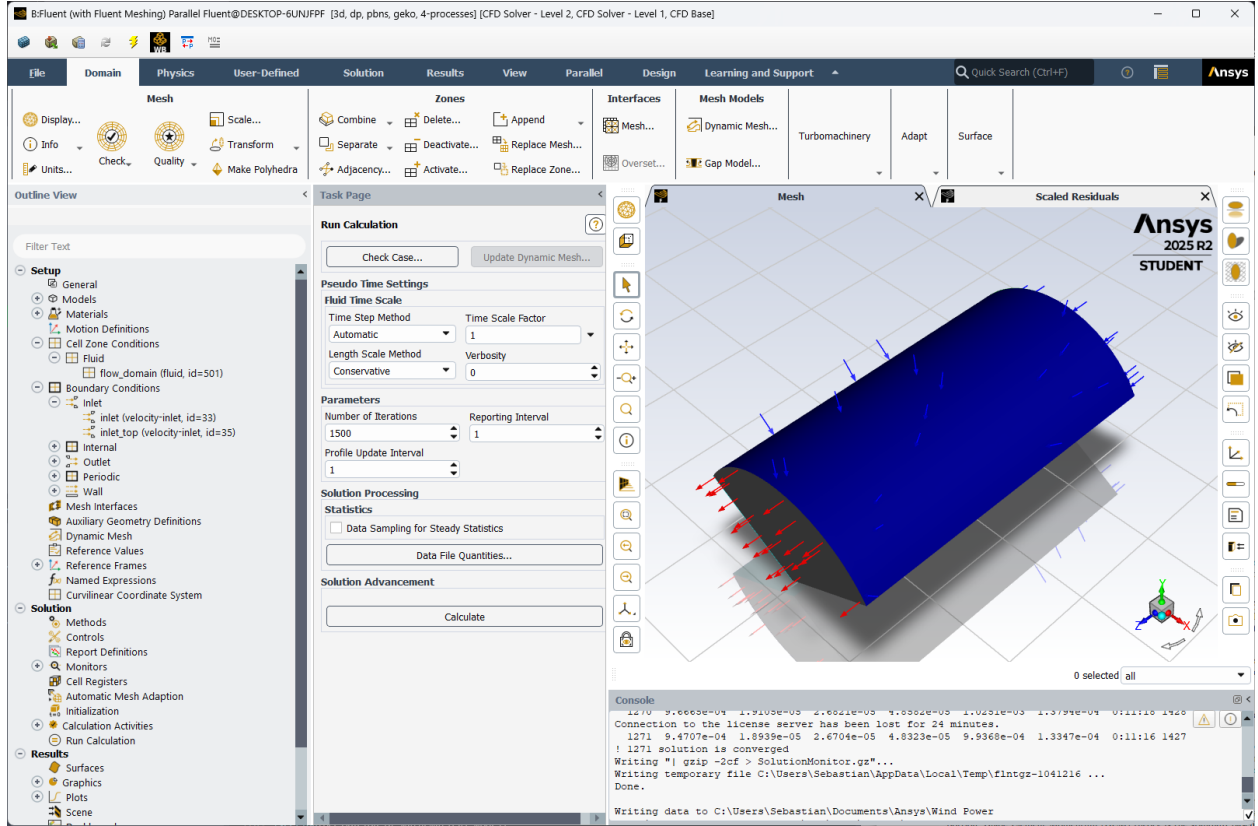 B:Fluent (with Fluent Meshing) Parallel Fluent@DESKTOP-6UNJFPF [3d, dp, pbns, geko, 4-processes] [CFD Solver - Level 2, CFD Solver - Level 1, CFD Base]
WB
File Domain Physics User-Defined Solution Results View Parallel Design Learning and Support Quick Search (Ctrl+F) Ansys
Mesh
Display...
Info
Units...
Check
Quality
Scale...
Transform
Make Polyhedra
Zones
Combine
Separate
Adjacency...
Delete...
Deactivate...
Activate...
Append
Replace Mesh...
Replace Zone...
Interfaces
Mesh...
Overset...
Mesh Models
Dynamic Mesh...
Gap Model...
Turbomachinery
Adapt
Surface
Outline View
Filter Text
Setup
General
Models
Materials
Motion Definitions
Cell Zone Conditions
Fluid
flow_domain (fluid, id=501)
Boundary Conditions
Inlet
inlet (velocity-inlet, id=33)
inlet_top (velocity-inlet, id=35)
Internal
Outlet
Periodic
Wall
Mesh Interfaces
Auxiliary Geometry Definitions
Dynamic Mesh
Reference Values
Reference Frames
Named Expressions
Curvilinear Coordinate System
Solution
Methods
Controls
Report Definitions
Monitors
Cell Registers
Automatic Mesh Adaption
Initialization
Calculation Activities
Run Calculation
Results
Surfaces
Graphics
Plots
Scene
Task Page
Run Calculation
Check Case...
Update Dynamic Mesh...
Pseudo Time Settings
Fluid Time Scale
Time Step Method
Time Scale Factor
Automatic
1
Length Scale Method
Verbosity
Conservative
0
Parameters
Number of Iterations
Reporting Interval
1500
1
Profile Update Interval
1
Solution Processing
Statistics
Data Sampling for Steady Statistics
Data File Quantities...
Solution Advancement
Calculate
Mesh
Scaled Residuals
Ansys
2025 R2
STUDENT
Y
Z
X
0 selected all
Console
Connection to the license server has been lost for 24 minutes.
1271 9.4707e-04 1.8939e-05 2.6704e-05 4.8323e-05 9.9368e-04 1.3347e-04 0:11:16 1427
! 1271 solution is converged
Writing "| gzip -2cf > SolutionMonitor.gz"...
Writing temporary file C:\Users\Sebastian\AppData\Local\Temp\flntgz-1041216 ...
Done.
Writing data to C:\Users\Sebastian\Documents\Ansys\Wind Power